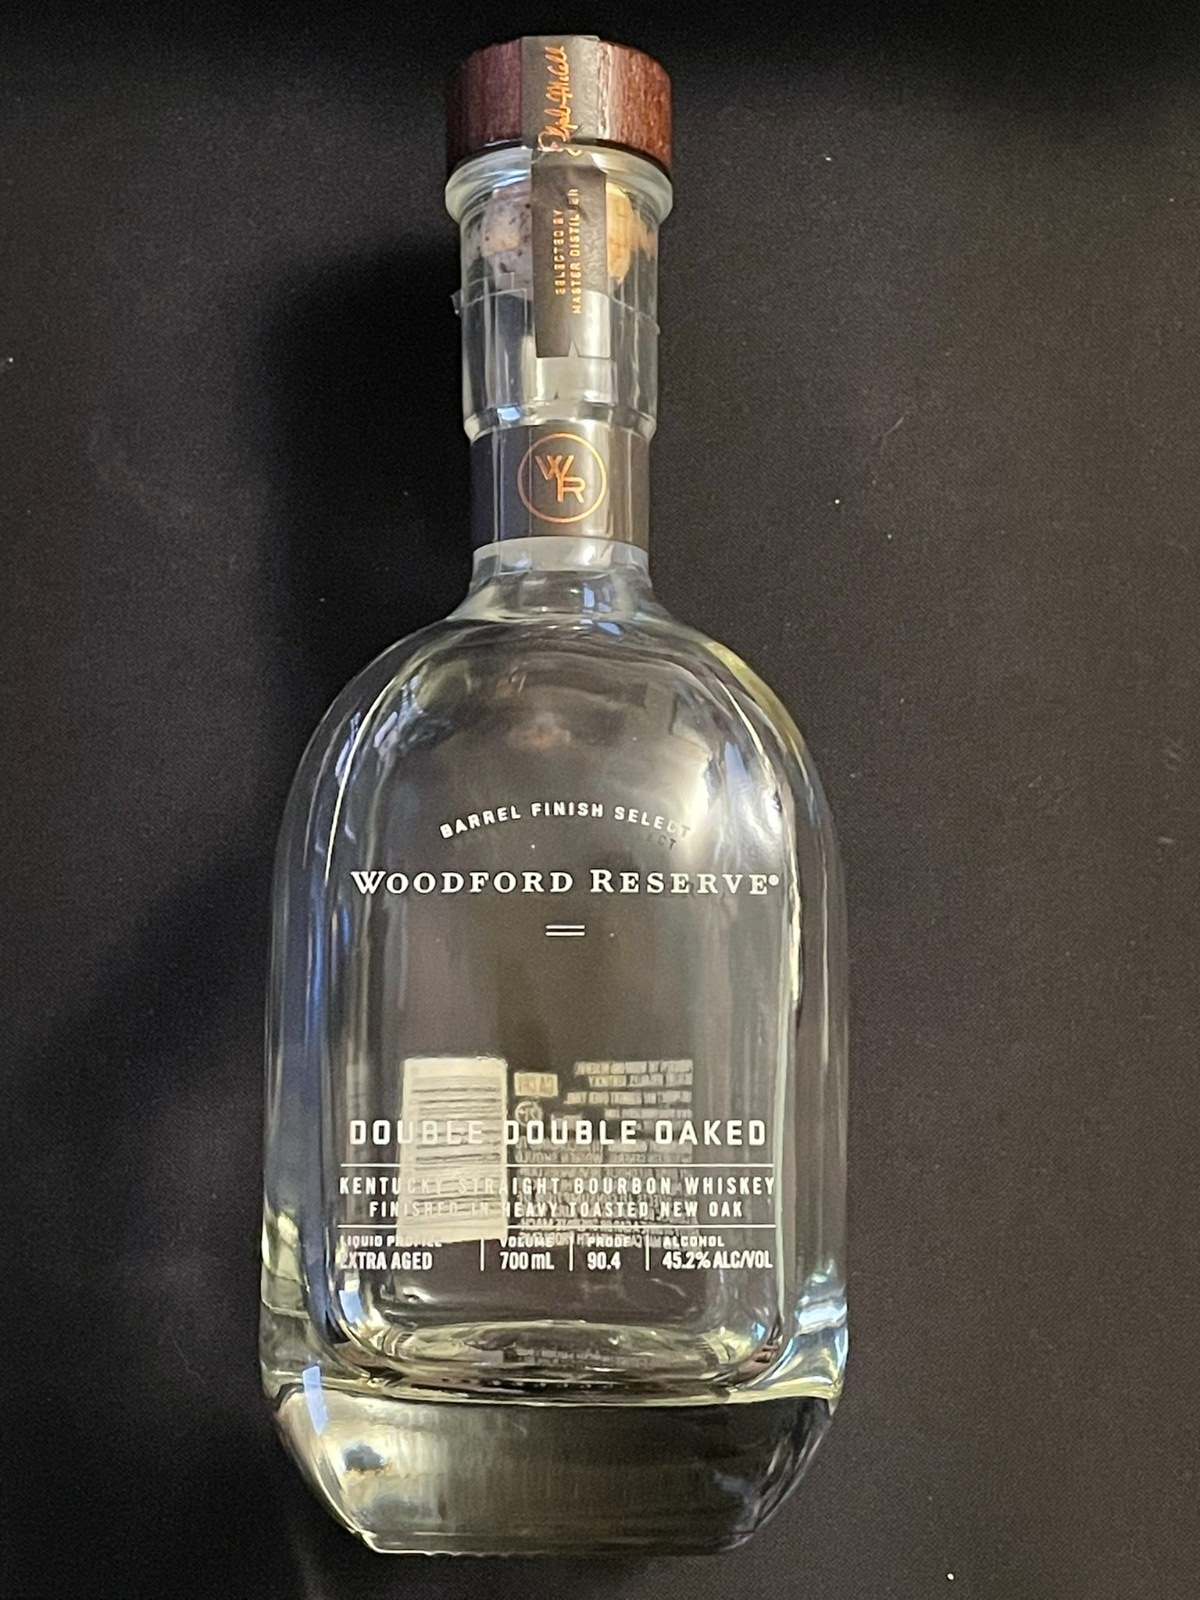 SELECTED BY
MASTER DISTILLER
WR
BARREL FINISH SELECT
WOODFORD RESERVE®
DOUBLE DOUBLE OAKED
KENTUCKY STRAIGHT BOURBON WHISKEY
FINISHED IN HEAVY TOASTED NEW OAK
LIQUID PROFILE VOLUME PROOF ALCOHOL
EXTRA AGED 700 mL 90.4 45.2% ALC/VOL